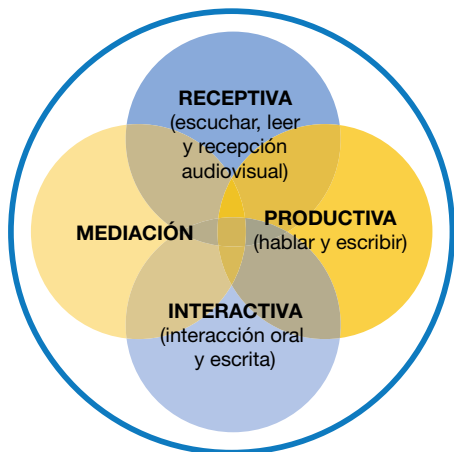 RECEPTIVA
(escuchar, leer
y recepción
audiovisual)
MEDIACIÓN
PRODUCTIVA
(hablar y escribir)
INTERACTIVA
(interacción oral
y escrita)